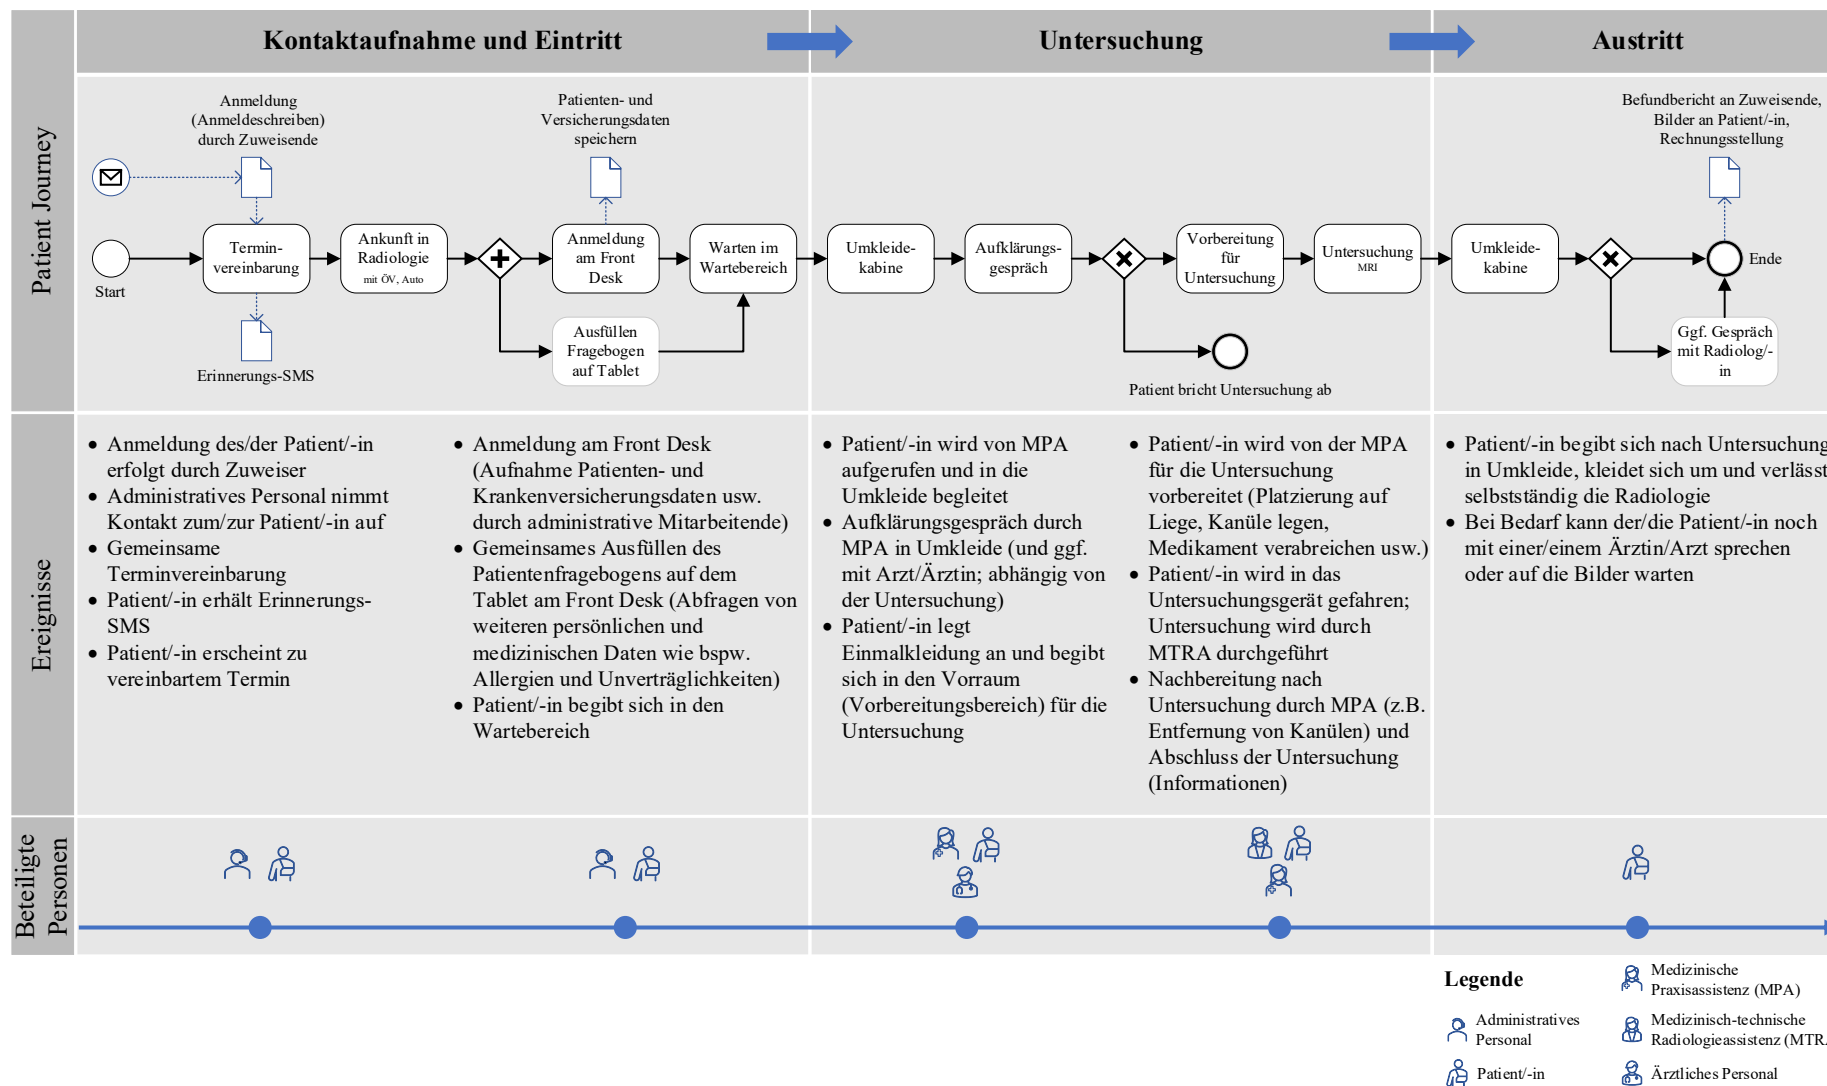 Kontaktaufnahme und Eintritt
Untersuchung
Austritt
Patient Journey
Anmeldung
(Anmeldeschreiben)
durch Zuweisende
Patienten- und
Versicherungsdaten
speichern
Befundbericht an Zuweisende,
Bilder an Patient/-in,
Rechnungsstellung
Start
Termin-
vereinbarung
Ankunft in
Radiologie
mit ÖV, Auto
Anmeldung
am Front
Desk
Warten im
Wartebereich
Umkleide-
kabine
Aufklärungs-
gespräch
Vorbereitung
für
Untersuchung
Untersuchung
MRI
Umkleide-
kabine
Ende
Erinnerungs-SMS
Ausfüllen
Fragebogen
auf Tablet
Patient bricht Untersuchung ab
Ggf. Gespräch
mit Radiolog/-
in
Ereignisse
• Anmeldung des/der Patient/-in
erfolgt durch Zuweiser
• Administratives Personal nimmt
Kontakt zum/zur Patient/-in auf
• Gemeinsame
Terminvereinbarung
• Patient/-in erhält Erinnerungs-
SMS
• Patient/-in erscheint zu
vereinbartem Termin
• Anmeldung am Front Desk
(Aufnahme Patienten- und
Krankenversicherungsdaten usw.
durch administrative Mitarbeitende)
• Gemeinsames Ausfüllen des
Patientenfragebogens auf dem
Tablet am Front Desk (Abfragen von
weiteren persönlichen und
medizinischen Daten wie bspw.
Allergien und Unverträglichkeiten)
• Patient/-in begibt sich in den
Wartebereich
• Patient/-in wird von MPA
aufgerufen und in die
Umkleide begleitet
• Aufklärungsgespräch durch
MPA in Umkleide (und ggf.
mit Arzt/Ärztin; abhängig von
der Untersuchung)
• Patient/-in legt
Einmalkleidung an und begibt
sich in den Vorraum
(Vorbereitungsbereich) für die
Untersuchung
• Patient/-in wird von der MPA
für die Untersuchung
vorbereitet (Platzierung auf
Liege, Kanüle legen,
Medikament verabreichen usw.)
• Patient/-in wird in das
Untersuchungsgerät gefahren;
Untersuchung wird durch
MTRA durchgeführt
• Nachbereitung nach
Untersuchung durch MPA (z.B.
Entfernung von Kanülen) und
Abschluss der Untersuchung
(Informationen)
• Patient/-in begibt sich nach Untersuchung
in Umkleide, kleidet sich um und verlässt
selbstständig die Radiologie
• Bei Bedarf kann der/die Patient/-in noch
mit einer/einem Ärztin/Arzt sprechen
oder auf die Bilder warten
Beteiligte
Personen
Legende
Administratives
Personal
Patient/-in
Medizinische
Praxisassistenz (MPA)
Medizinisch-technische
Radiologieassistenz (MTRA
Ärztliches Personal